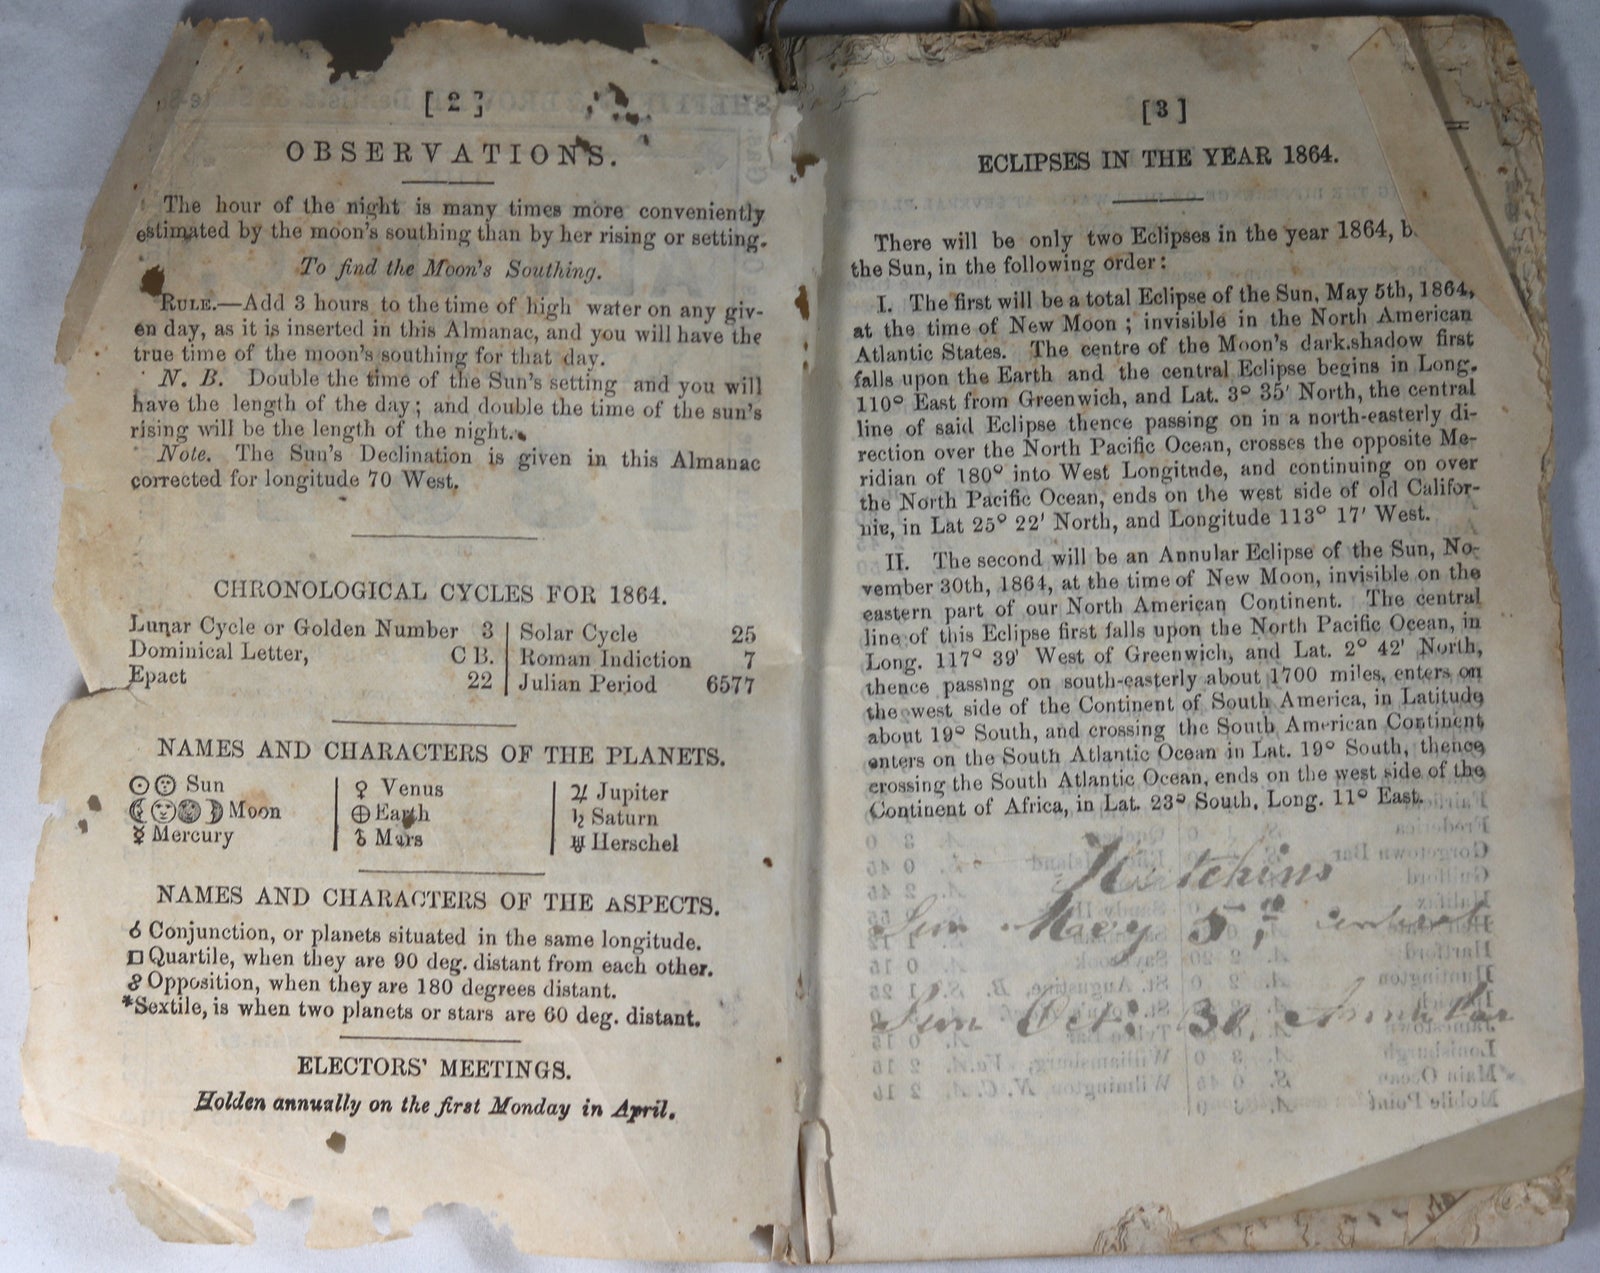 [ 2 ]
OBSERVATIONS.
The hour of the night is many times more conveniently
estimated by the moon's southing than by her rising or setting.
To find the Moon's Southing.
RULE.—Add 3 hours to the time of high water on any giv-
en day, as it is inserted in this Almanac, and you will have the
true time of the moon's southing for that day.
N. B. Double the time of the Sun's setting and you will
have the length of the day; and double the time of the sun's
rising will be the length of the night.
Note. The Sun's Declination is given in this Almanac
corrected for longitude 70 West.
CHRONOLOGICAL CYCLES FOR 1864.
Lunar Cycle or Golden Number 3 | Solar Cycle 25
Dominical Letter, C B. | Roman Indiction 7
Epact 22 | Julian Period 6577
NAMES AND CHARACTERS OF THE PLANETS.
☉ Sun | ♀ Venus | ♃ Jupiter
Moon | ⊕ Earth | ♄ Saturn
☿ Mercury | ♂ Mars | ♅ Herschel
NAMES AND CHARACTERS OF THE ASPECTS.
☌ Conjunction, or planets situated in the same longitude.
□ Quartile, when they are 90 deg. distant from each other.
☍ Opposition, when they are 180 degrees distant.
* Sextile, is when two planets or stars are 60 deg. distant.
ELECTORS' MEETINGS.
Holden annually on the first Monday in April.
[3]
ECLIPSES IN THE YEAR 1864.
There will be only two Eclipses in the year 1864, b
the Sun, in the following order:
I. The first will be a total Eclipse of the Sun, May 5th, 1864,
at the time of New Moon; invisible in the North American
Atlantic States. The centre of the Moon's dark shadow first
falls upon the Earth and the central Eclipse begins in Long.
110° East from Greenwich, and Lat. 3° 35' North, the central
line of said Eclipse thence passing on in a north-easterly di-
rection over the North Pacific Ocean, crosses the opposite Me-
ridian of 180° into West Longitude, and continuing on over
the North Pacific Ocean, ends on the west side of old Califor-
nia, in Lat 25° 22' North, and Longitude 113° 17' West.
II. The second will be an Annular Eclipse of the Sun, No-
vember 30th, 1864, at the time of New Moon, invisible on the
eastern part of our North American Continent. The central
line of this Eclipse first falls upon the North Pacific Ocean, in
Long. 117° 39' West of Greenwich, and Lat. 2° 42' North,
thence passing on south-easterly about 1700 miles, enters on
the west side of the Continent of South America, in Latitude
about 19° South, and crossing the South American Continent
enters on the South Atlantic Ocean in Lat. 19° South, thence
crossing the South Atlantic Ocean, ends on the west side of the
Continent of Africa, in Lat. 23° South, Long. 11° East.
Hutchins
Sun May 5,
Sun Oct. 30, Annular